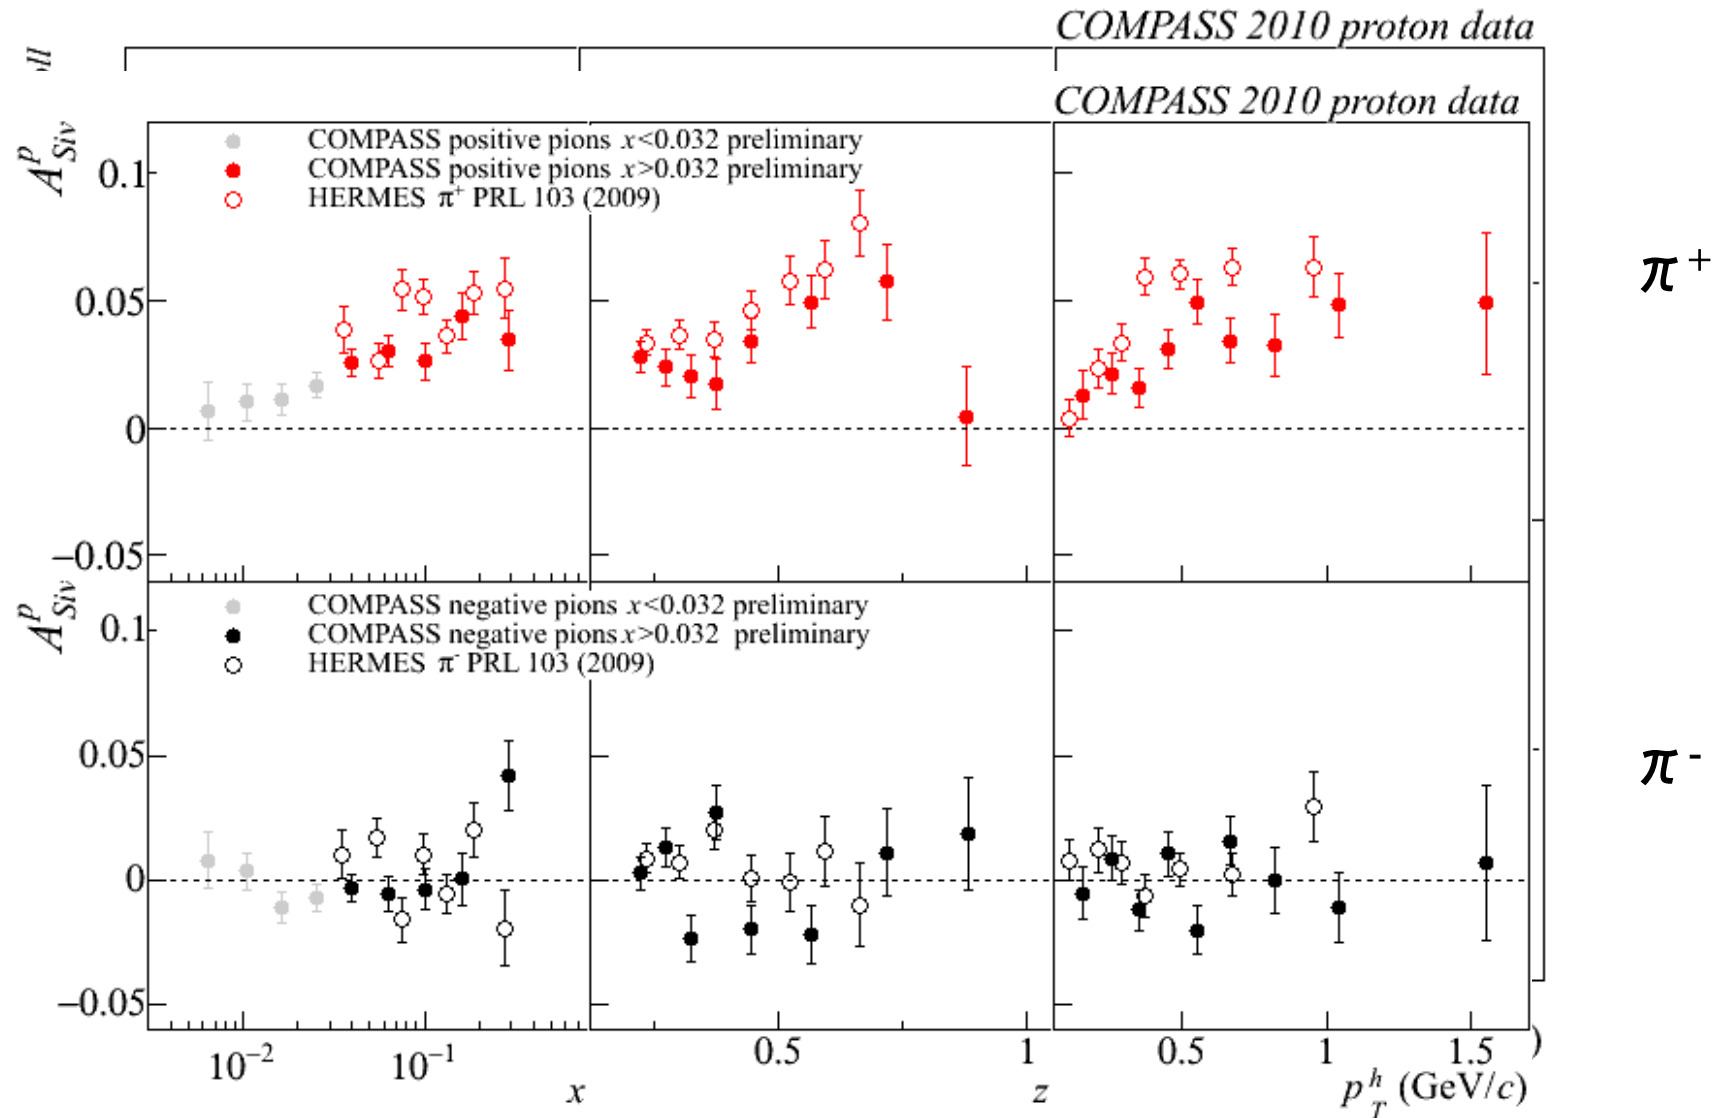 COMPASS 2010 proton data
COMPASS 2010 proton data
A^p_Siv
COMPASS positive pions x<0.032 preliminary
COMPASS positive pions x>0.032 preliminary
HERMES π⁺ PRL 103 (2009)
0.1
0.05
0
−0.05
π⁺
A^p_Siv
COMPASS negative pions x<0.032 preliminary
COMPASS negative pions x>0.032 preliminary
HERMES π⁻ PRL 103 (2009)
0.1
0.05
0
−0.05
π⁻
10⁻² 10⁻¹ 0.5 1 0.5 1 1.5 )
x z p^h_T (GeV/c)